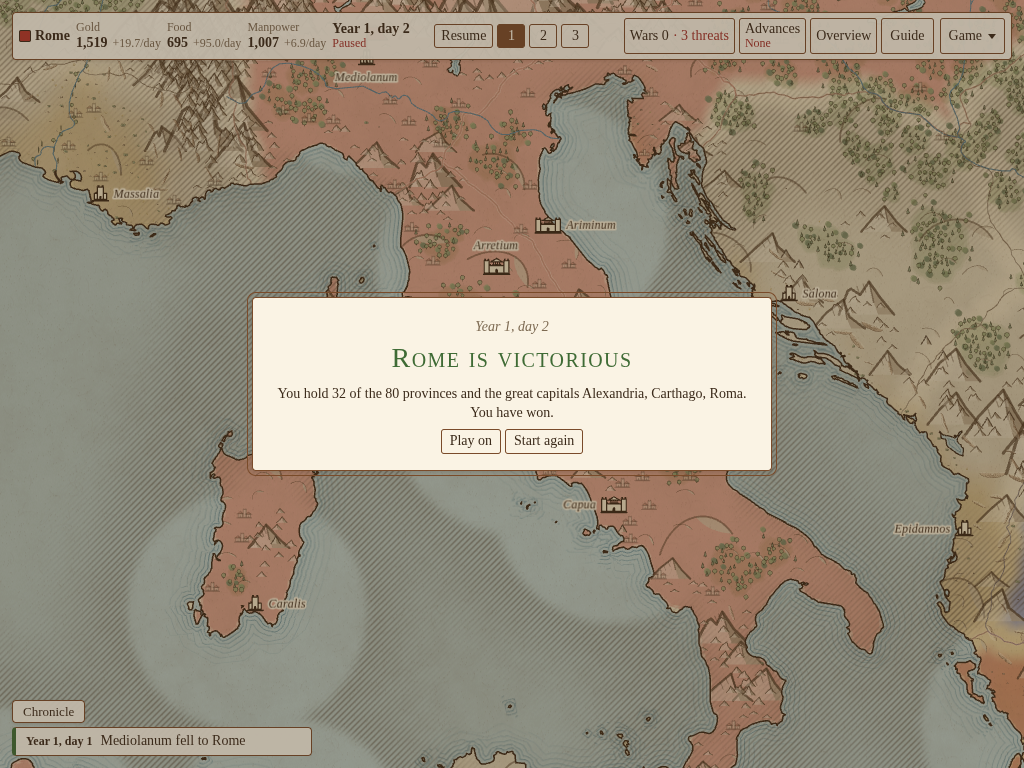 Rome
Gold
1,519 +19.7/day
Food
695 +95.0/day
Manpower
1,007 +6.9/day
Year 1, day 2
Paused
Resume
1
2
3
Wars 0 · 3 threats
Advances
None
Overview
Guide
Game
Mediolanum
Massalia
Ariminum
Arretium
Salona
Year 1, day 2
Rome is victorious
You hold 32 of the 80 provinces and the great capitals Alexandria, Carthago, Roma.
You have won.
Play on
Start again
Capua
Epidamnos
Caralis
Chronicle
Year 1, day 1 Mediolanum fell to Rome